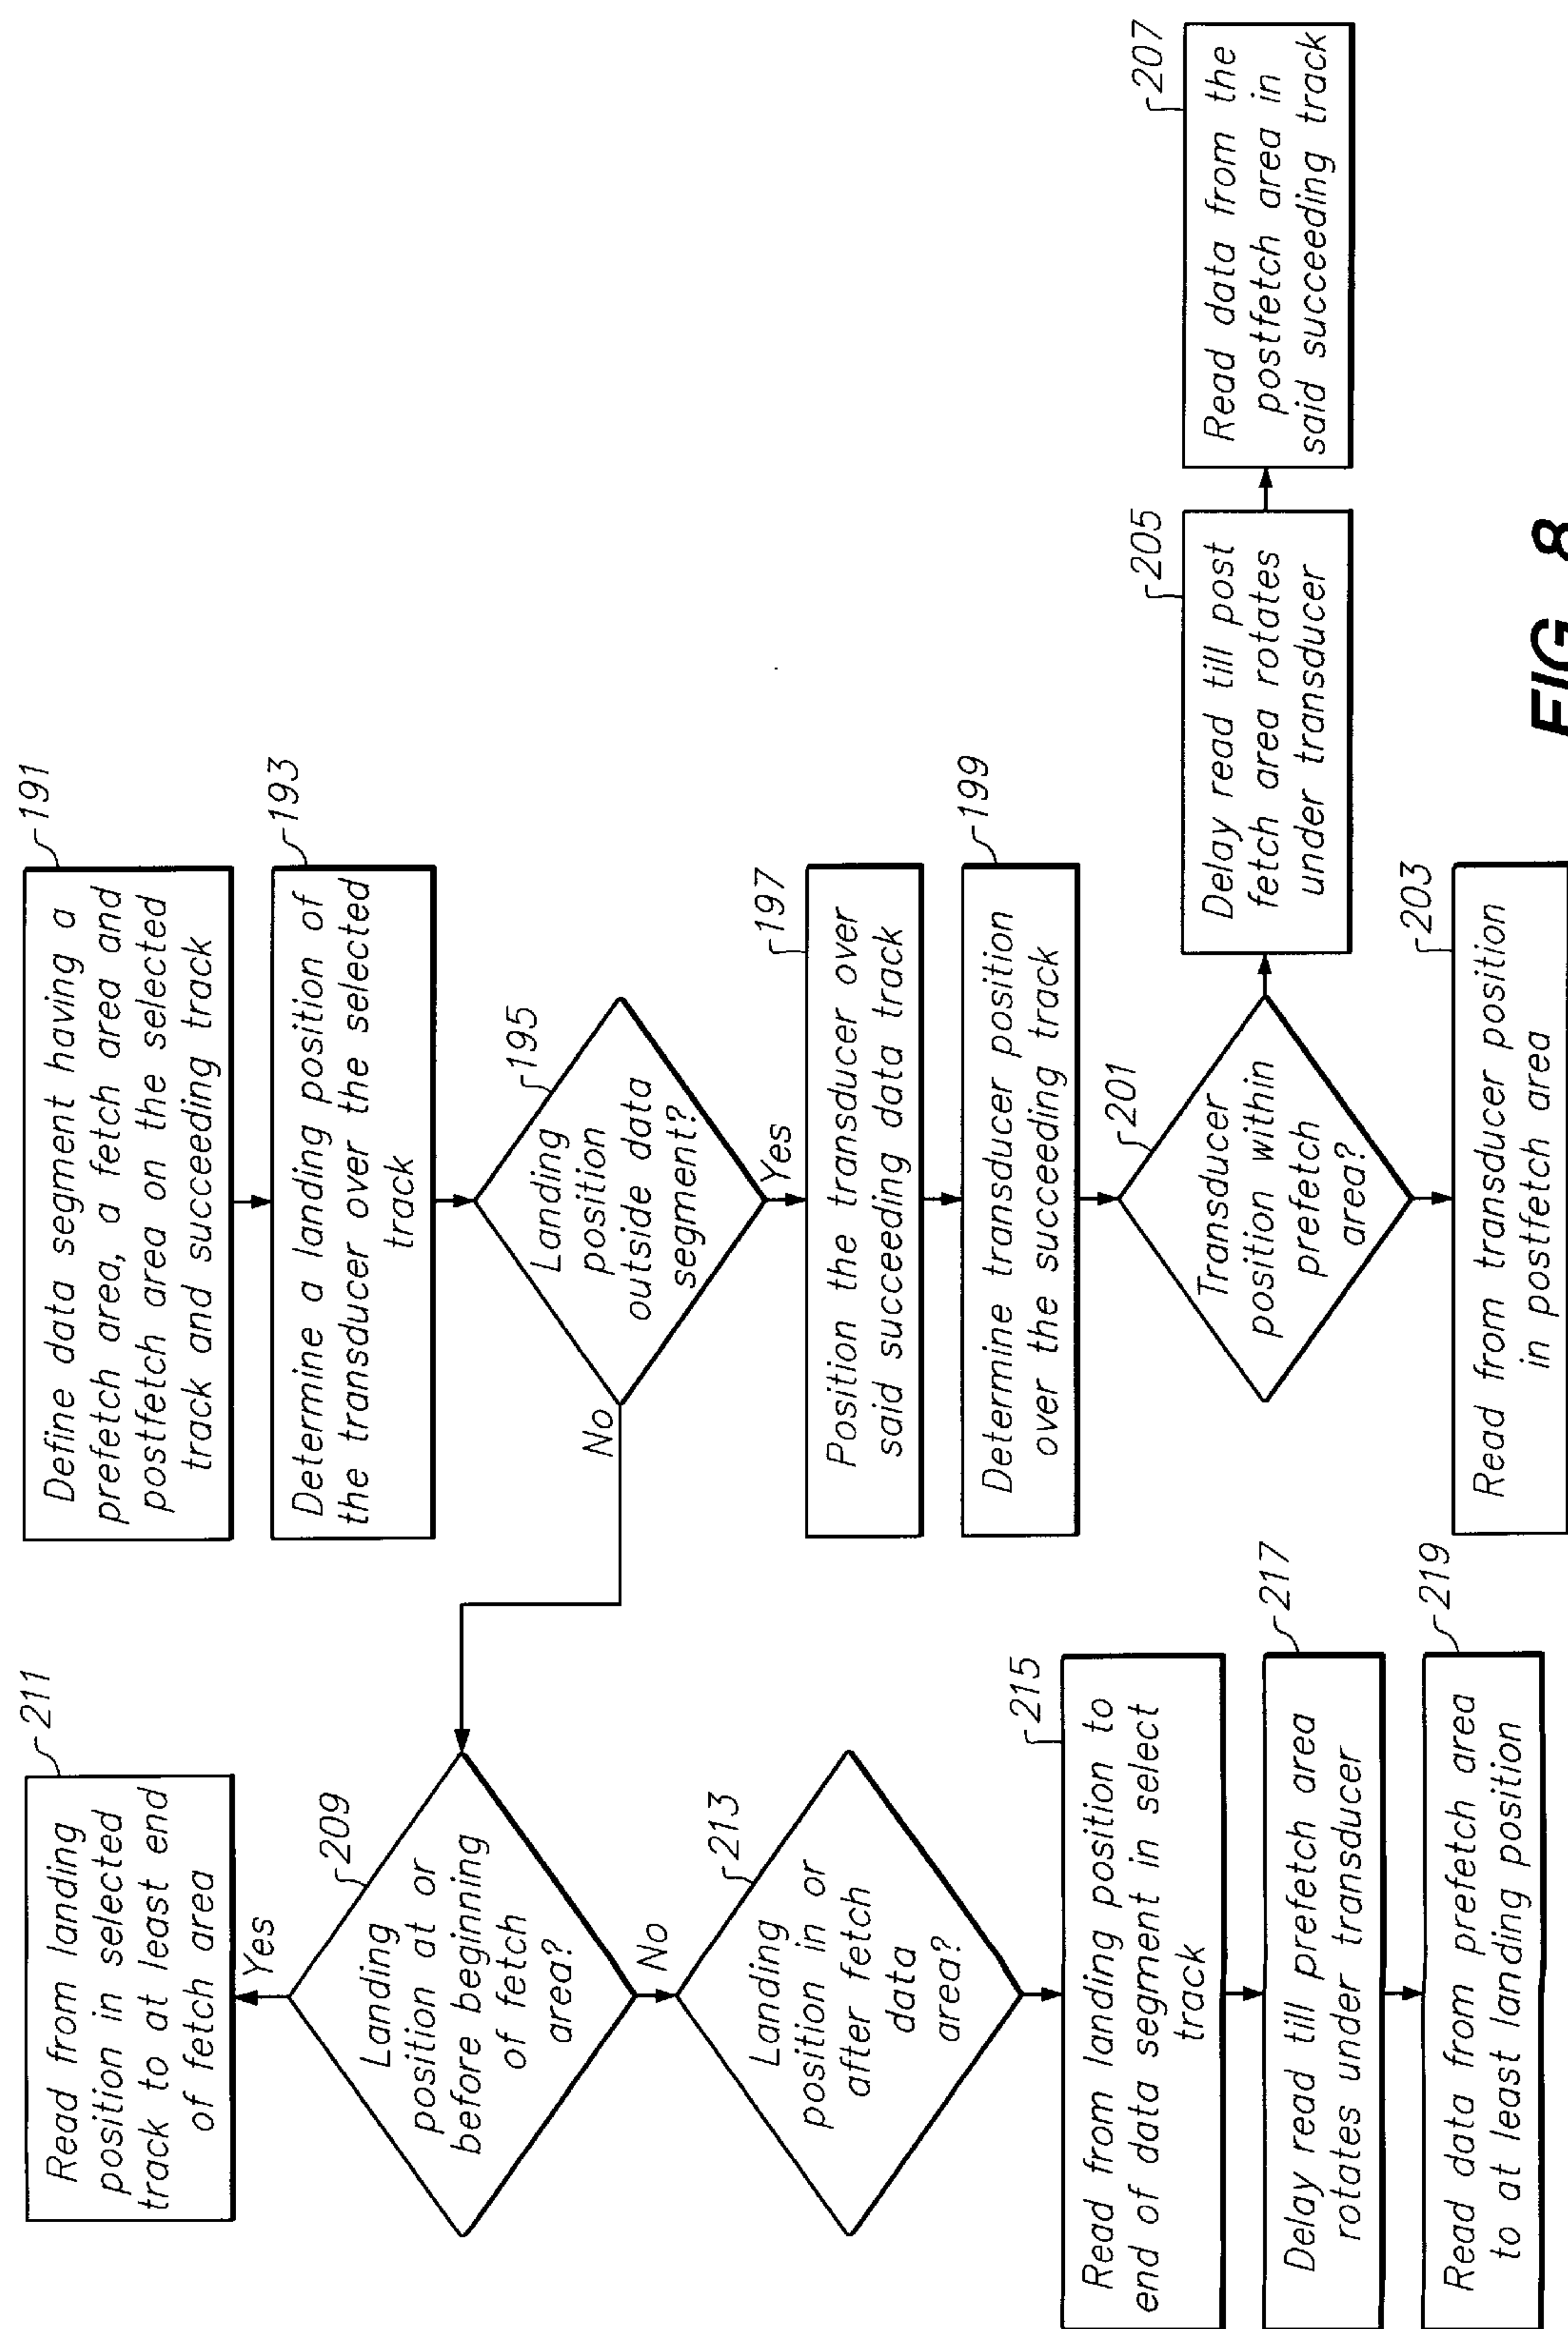 191
Define data segment having a
prefetch area, a fetch area and
postfetch area on the selected
track and succeeding track
193
Determine a landing position of
the transducer over the selected
track
195
Landing
position
outside data
segment?
No
Yes
197
Position the transducer over
said succeeding data track
199
Determine transducer position
over the succeeding track
201
Transducer
position within
prefetch
area?
203
Read from transducer position
in postfetch area
205
Delay read till post
fetch area rotates
under transducer
207
Read data from the
postfetch area in
said succeeding track
211
Read from landing
position in selected
track to at least end
of fetch area
Yes
209
Landing
position at or
before beginning
of fetch
area?
No
213
Landing
position in or
after fetch
data
area?
215
Read from landing position to
end of data segment in select
track
217
Delay read till prefetch area
rotates under transducer
219
Read data from prefetch area
to at least landing position
FIG. 8